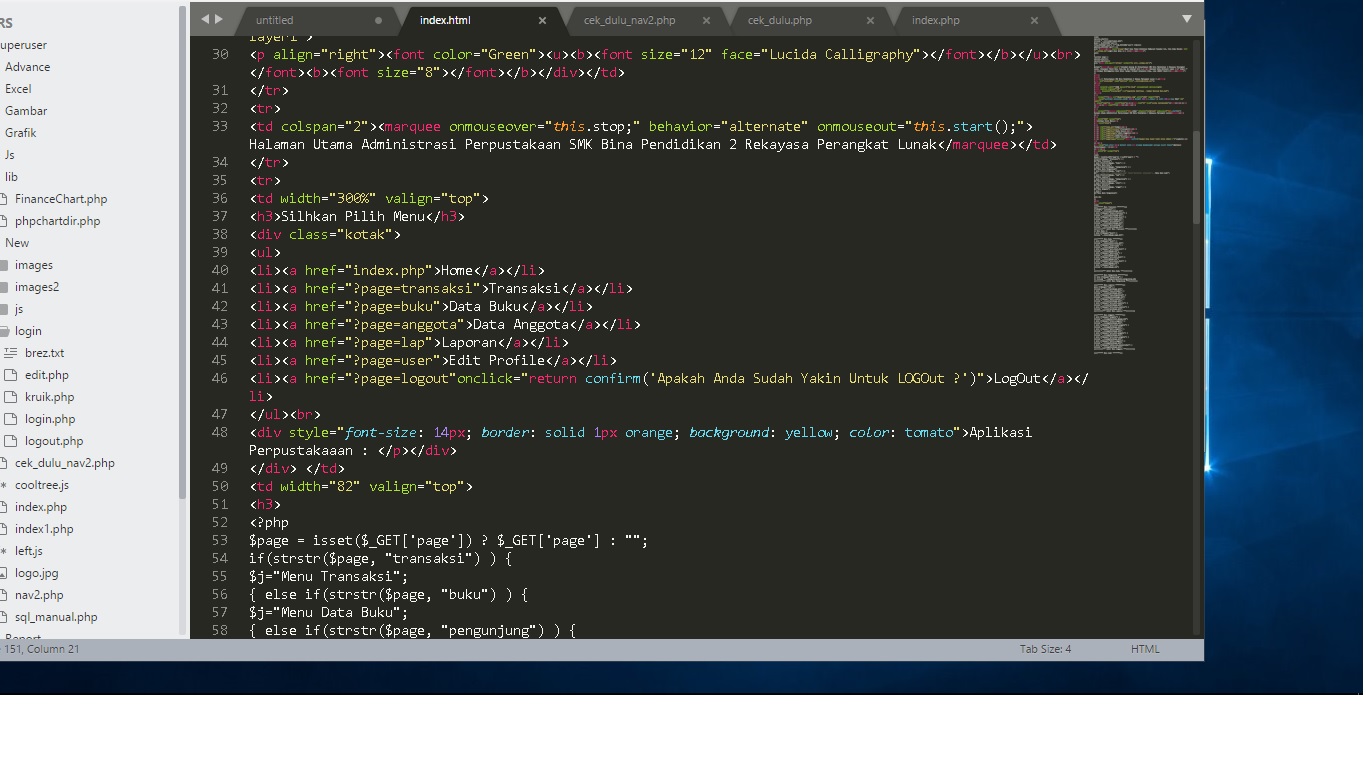 RS
uperuser
Advance
Excel
Gambar
Grafik
Js
lib
FinanceChart.php
phpchartdir.php
New
images
images2
js
login
brez.txt
edit.php
kruik.php
login.php
logout.php
cek_dulu_nav2.php
cooltree.js
index.php
index1.php
left.js
logo.jpg
nav2.php
sql_manual.php
Report
untitled
index.html
cek_dulu_nav2.php
cek_dulu.php
index.php
layer1">
30 <p align="right"><font color="Green"><u><b><font size="12" face="Lucida Calligraphy"></font></b></u><br>
</font><b><font size="8"></font></b></div></td>
31 </tr>
32 <tr>
33 <td colspan="2"><marquee onmouseover="this.stop;" behavior="alternate" onmouseout="this.start();">
Halaman Utama Administrasi Perpustakaan SMK Bina Pendidikan 2 Rekayasa Perangkat Lunak</marquee></td>
34 </tr>
35 <tr>
36 <td width="300%" valign="top">
37 <h3>Silhkan Pilih Menu</h3>
38 <div class="kotak">
39 <ul>
40 <li><a href="index.php">Home</a></li>
41 <li><a href="?page=transaksi">Transaksi</a></li>
42 <li><a href="?page=buku">Data Buku</a></li>
43 <li><a href="?page=anggota">Data Anggota</a></li>
44 <li><a href="?page=lap">Laporan</a></li>
45 <li><a href="?page=user">Edit Profile</a></li>
46 <li><a href="?page=logout"onclick="return confirm('Apakah Anda Sudah Yakin Untuk LOGOut ?')">LogOut</a></
li>
47 </ul><br>
48 <div style="font-size: 14px; border: solid 1px orange; background: yellow; color: tomato">Aplikasi
Perpustakaaan : </p></div>
49 </div> </td>
50 <td width="82" valign="top">
51 <h3>
52 <?php
53 $page = isset($_GET['page']) ? $_GET['page'] : "";
54 if(strstr($page, "transaksi") ) {
55 $j="Menu Transaksi";
56 { else if(strstr($page, "buku") ) {
57 $j="Menu Data Buku";
58 { else if(strstr($page, "pengunjung") ) {
151, Column 21
Tab Size: 4
HTML